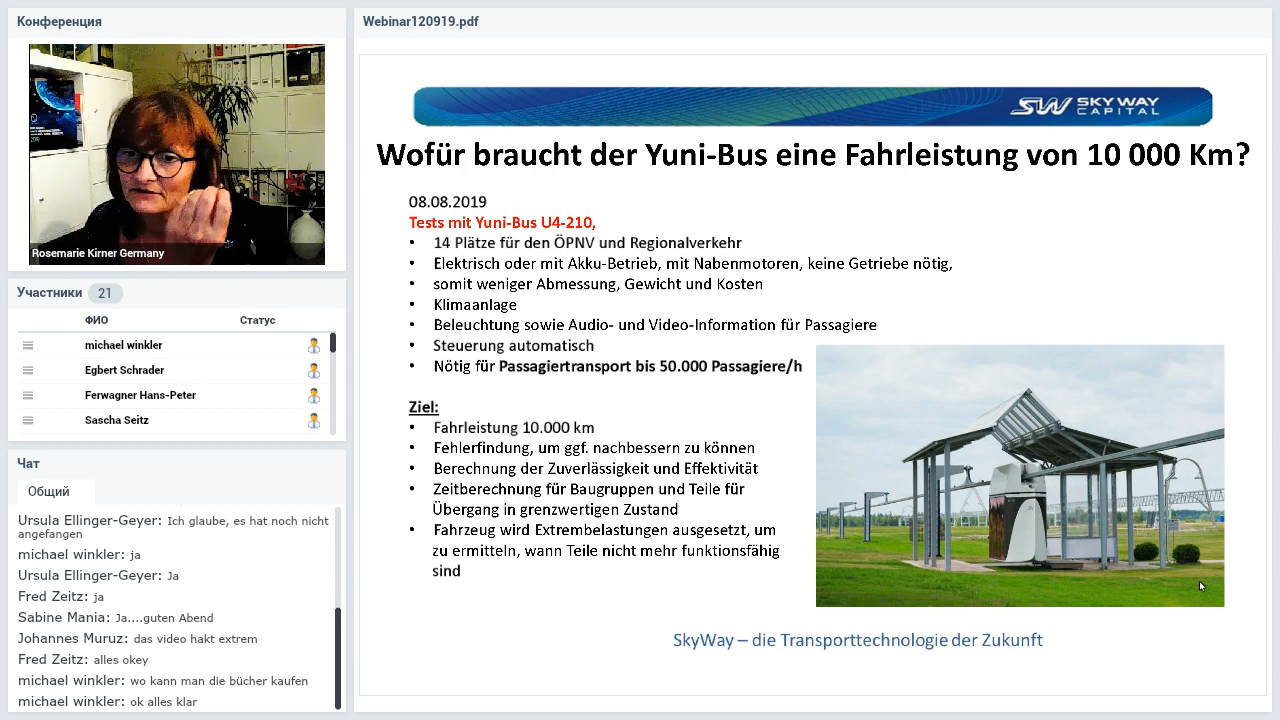 Конференция
Rosemarie Kirner Germany
Участники 21
ФИО Статус
michael winkler
Egbert Schrader
Ferwagner Hans-Peter
Sascha Seitz
Чат
Общий
Ursula Ellinger-Geyer: Ich glaube, es hat noch nicht
angefangen
michael winkler: ja
Ursula Ellinger-Geyer: Ja
Fred Zeitz: ja
Sabine Mania: Ja....guten Abend
Johannes Muruz: das video hakt extrem
Fred Zeitz: alles okey
michael winkler: wo kann man die bücher kaufen
michael winkler: ok alles klar
Webinar120919.pdf
SW SKY WAY
CAPITAL
Wofür braucht der Yuni-Bus eine Fahrleistung von 10 000 Km?
08.08.2019
Tests mit Yuni-Bus U4-210,
• 14 Plätze für den ÖPNV und Regionalverkehr
• Elektrisch oder mit Akku-Betrieb, mit Nabenmotoren, keine Getriebe nötig,
• somit weniger Abmessung, Gewicht und Kosten
• Klimaanlage
• Beleuchtung sowie Audio- und Video-Information für Passagiere
• Steuerung automatisch
• Nötig für Passagiertransport bis 50.000 Passagiere/h
Ziel:
• Fahrleistung 10.000 km
• Fehlerfindung, um ggf. nachbessern zu können
• Berechnung der Zuverlässigkeit und Effektivität
• Zeitberechnung für Baugruppen und Teile für
Übergang in grenzwertigen Zustand
• Fahrzeug wird Extrembelastungen ausgesetzt, um
zu ermitteln, wann Teile nicht mehr funktionsfähig
sind
SkyWay – die Transporttechnologie der Zukunft